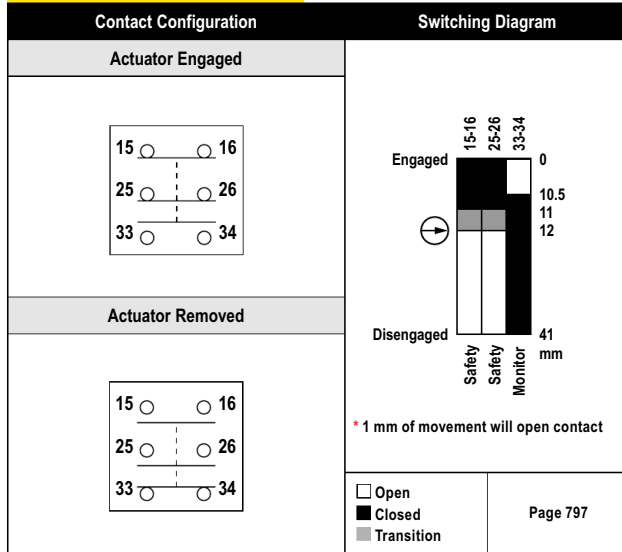 Contact Configuration
Switching Diagram
Actuator Engaged
15 16
25 26
33 34
Actuator Removed
15 16
25 26
33 34
15-16 25-26 33-34
Engaged 0
10.5
11
12
Disengaged 41
mm
Safety Safety Monitor
* 1 mm of movement will open contact
Open
Closed
Transition
Page 797